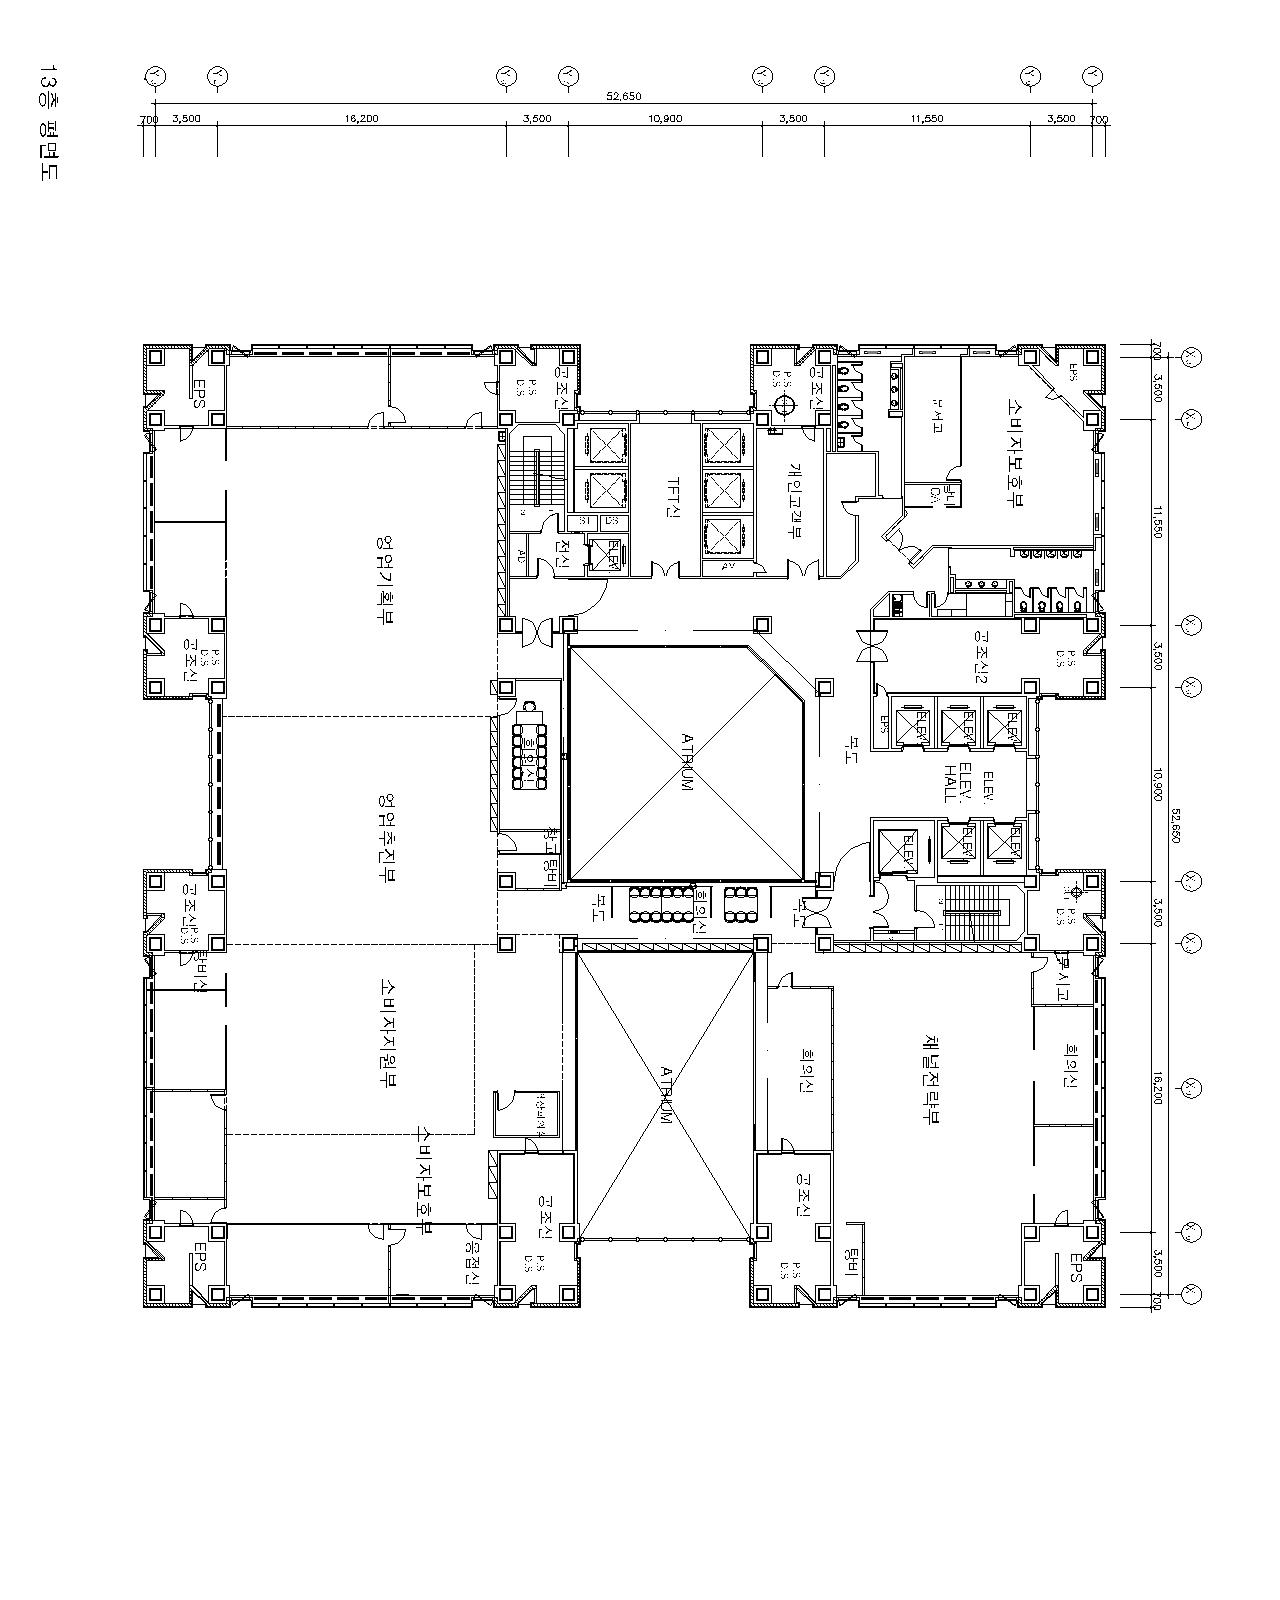 52,650
700 3,500 11,550 3,500 10,900 3,500 16,200 3,500 700
700
3,500
11,550
3,500
10,900
52,650
3,500
16,200
3,500
700
EPS
P.S
D.S
P.S
D.S
회의실
EPS
소비자보호부
ELEV.
ELEV.
ELEV.
공조실2
ELEV.
ELEV.
HALL
ELEV.
ELEV.
문서고
채널전략부
ELEV.
ELEV.
EPS
복도
탕비
공조실
개인고객부
회의실
공조실
복도
P.S
D.S
P.S
D.S
AV
회의실
ATRIUM
TFT실
ATRIUM
ELEV.
DS
ST
복도
공조실
전실
창고
탕비
공조실
P.S
D.S
회의실
P.S
D.S
AD
응접실
소비자보호부
영업기획부
영업추진부
소비자지원부
EPS
P.S
D.S
공조실
공조실
P.S
D.S
탕비실
EPS
13층 평면도